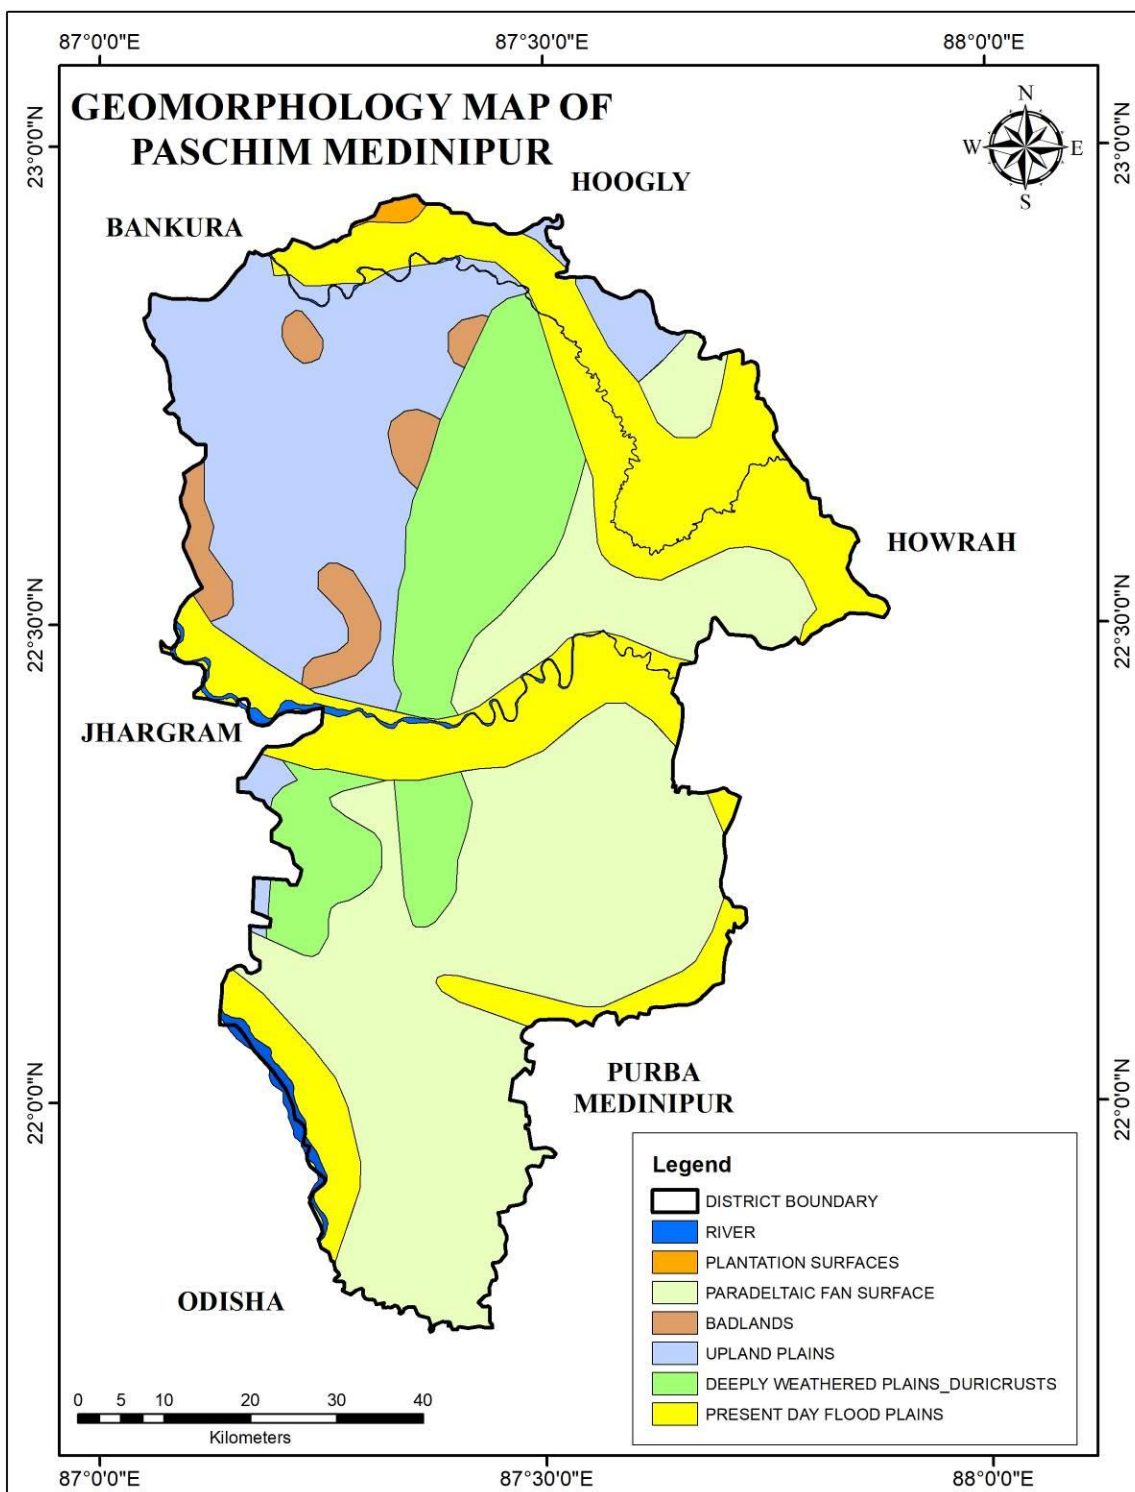 87°0'0"E
87°30'0"E
88°0'0"E
GEOMORPHOLOGY MAP OF
PASCHIM MEDINIPUR
N
W
E
S
23°0'0"N
23°0'0"N
HOOGLY
BANKURA
HOWRAH
22°30'0"N
22°30'0"N
JHARGRAM
PURBA
MEDINIPUR
22°0'0"N
22°0'0"N
ODISHA
Legend
DISTRICT BOUNDARY
RIVER
PLANTATION SURFACES
PARADELTAIC FAN SURFACE
BADLANDS
UPLAND PLAINS
DEEPLY WEATHERED PLAINS_DURICRUSTS
PRESENT DAY FLOOD PLAINS
0 5 10 20 30 40
Kilometers
87°0'0"E
87°30'0"E
88°0'0"E